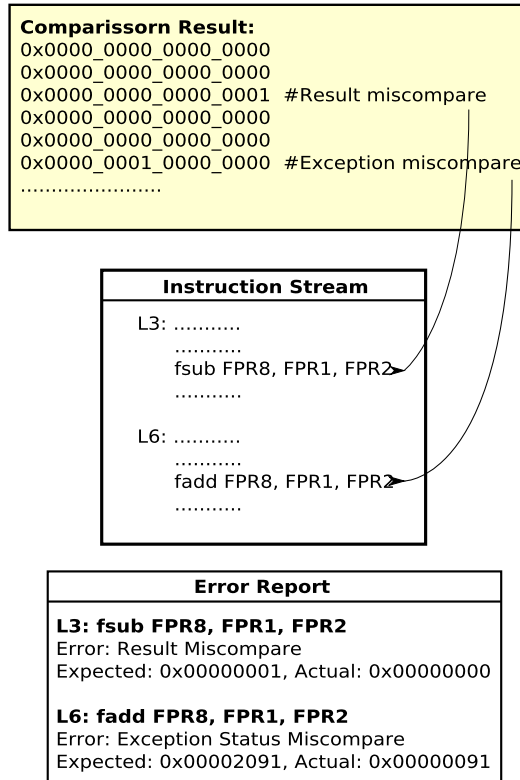 Comparissorn Result:
0x0000_0000_0000_0000
0x0000_0000_0000_0000
0x0000_0000_0000_0001 #Result miscompare
0x0000_0000_0000_0000
0x0000_0000_0000_0000
0x0000_0001_0000_0000 #Exception miscompare
.......................
Instruction Stream
L3: ...........
...........
fsub FPR8, FPR1, FPR2
...........
L6: ...........
...........
fadd FPR8, FPR1, FPR2
...........
Error Report
L3: fsub FPR8, FPR1, FPR2
Error: Result Miscompare
Expected: 0x00000001, Actual: 0x00000000
L6: fadd FPR8, FPR1, FPR2
Error: Exception Status Miscompare
Expected: 0x00002091, Actual: 0x00000091